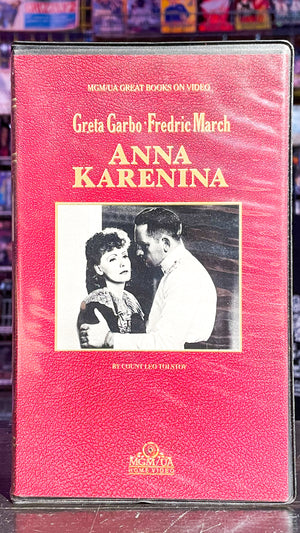 MGM/UA GREAT BOOKS ON VIDEO
Greta Garbo · Fredric March
ANNA
KARENINA
BY COUNT LEO TOLSTOY
MGM/UA
HOME VIDEO